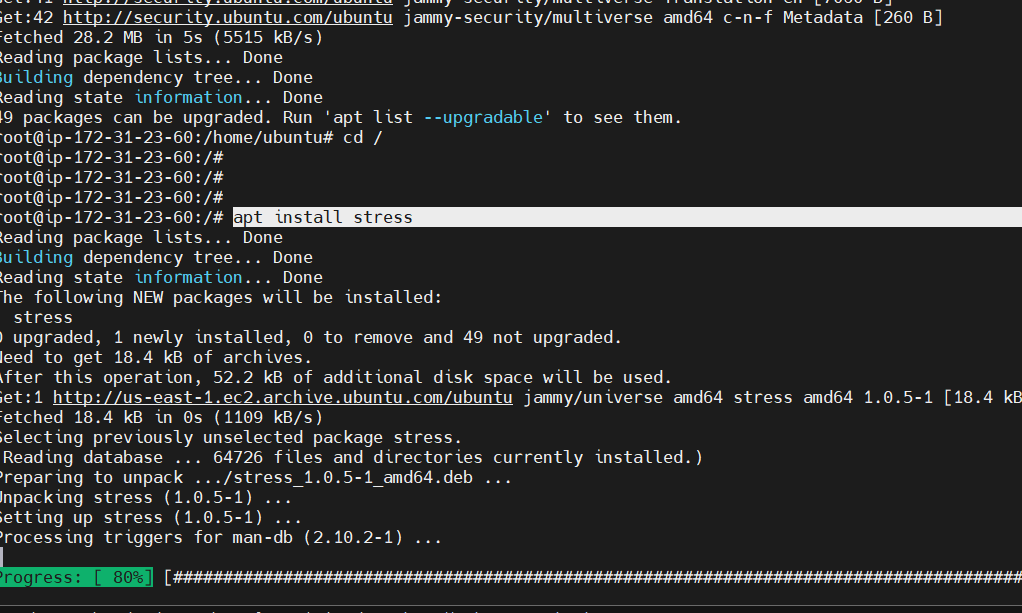 Get:42 http://security.ubuntu.com/ubuntu jammy-security/multiverse amd64 c-n-f Metadata [260 B]
Fetched 28.2 MB in 5s (5515 kB/s)
Reading package lists... Done
Building dependency tree... Done
Reading state information... Done
49 packages can be upgraded. Run 'apt list --upgradable' to see them.
root@ip-172-31-23-60:/home/ubuntu# cd /
root@ip-172-31-23-60:/#
root@ip-172-31-23-60:/#
root@ip-172-31-23-60:/#
root@ip-172-31-23-60:/# apt install stress
Reading package lists... Done
Building dependency tree... Done
Reading state information... Done
The following NEW packages will be installed:
  stress
0 upgraded, 1 newly installed, 0 to remove and 49 not upgraded.
Need to get 18.4 kB of archives.
After this operation, 52.2 kB of additional disk space will be used.
Get:1 http://us-east-1.ec2.archive.ubuntu.com/ubuntu jammy/universe amd64 stress amd64 1.0.5-1 [18.4 kB
Fetched 18.4 kB in 0s (1109 kB/s)
Selecting previously unselected package stress.
(Reading database ... 64726 files and directories currently installed.)
Preparing to unpack .../stress_1.0.5-1_amd64.deb ...
Unpacking stress (1.0.5-1) ...
Setting up stress (1.0.5-1) ...
Processing triggers for man-db (2.10.2-1) ...
Progress: [ 80%] [#####################################################################################